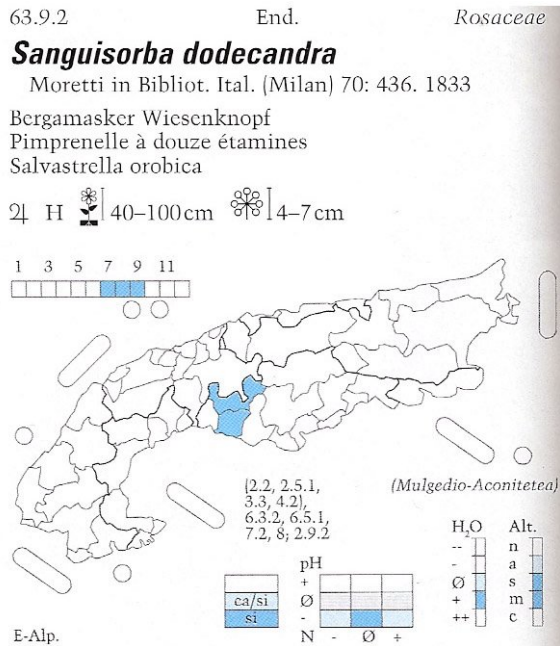 63.9.2 End. Rosaceae
Sanguisorba dodecandra
Moretti in Bibliot. Ital. (Milan) 70: 436. 1833
Bergamasker Wiesenknopf
Pimprenelle à douze étamines
Salvastrella orobica
♃ H 40–100 cm 4–7 cm
1 3 5 7 9 11
(2.2, 2.5.1,
3.3, 4.2),
6.3.2, 6.5.1,
7.2, 8; 2.9.2
(Mulgedio-Aconitetea)
H₂O Alt.
-- n
- a
Ø s
+ m
++ c
pH
+
ca/si Ø
si -
N - Ø +
E-Alp.